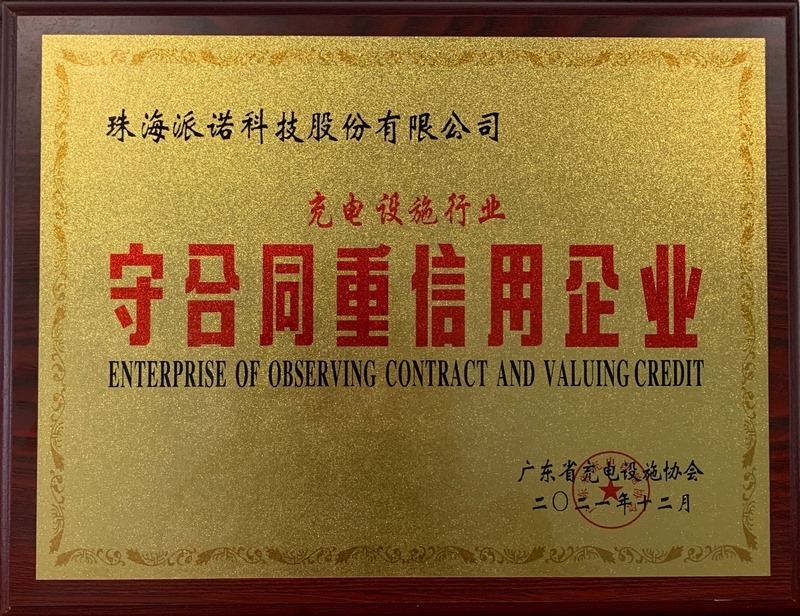 珠海派诺科技股份有限公司
充电设施行业
守合同重信用企业
ENTERPRISE OF OBSERVING CONTRACT AND VALUING CREDIT
广东省充电设施协会
二〇二一年十二月